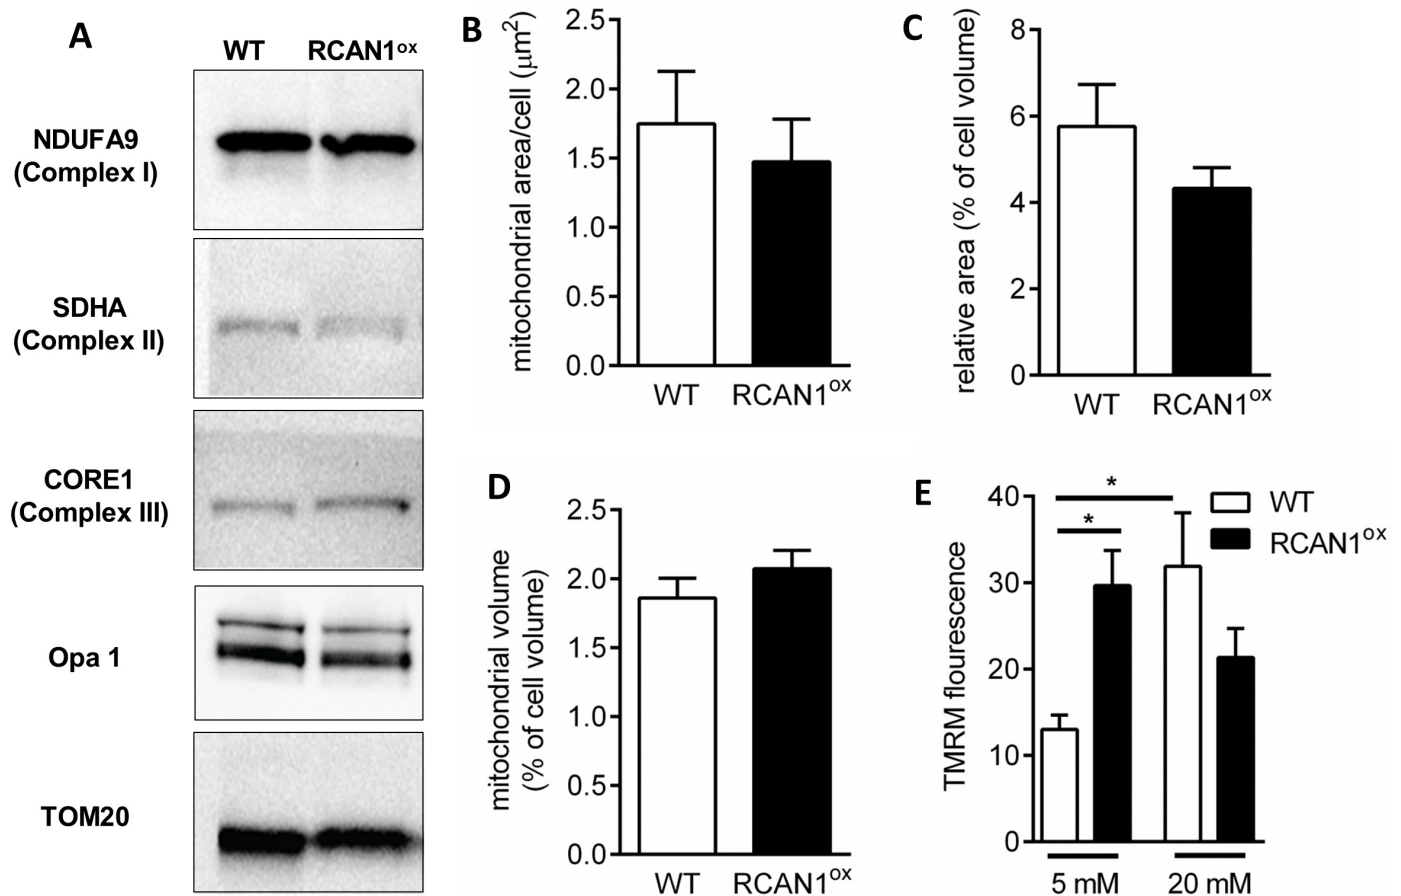 A
WT RCAN1ox
NDUFA9
(Complex I)
SDHA
(Complex II)
CORE1
(Complex III)
Opa 1
TOM20
B
mitochondrial area/cell (μm2)
2.5
2.0
1.5
1.0
0.5
0.0
WT RCAN1ox
C
relative area (% of cell volume)
8
6
4
2
0
WT RCAN1ox
D
mitochondrial volume
(% of cell volume)
2.5
2.0
1.5
1.0
0.5
0.0
WT RCAN1ox
E
TMRM flourescence
40
30
20
10
0
*
*
WT
RCAN1ox
5 mM 20 mM